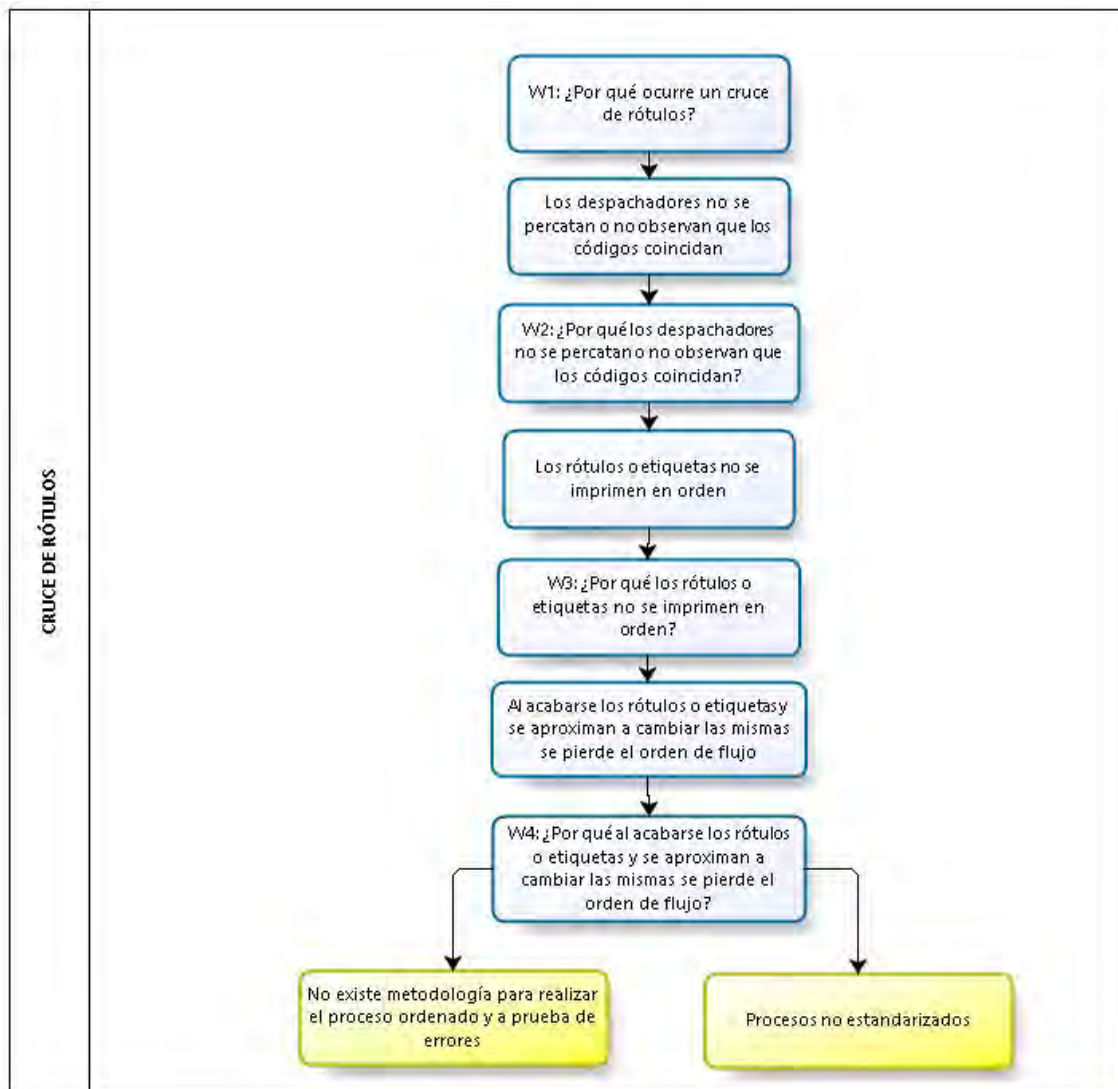 CRUCE DE RÓTULOS
W1: ¿Por qué ocurre un cruce
de rótulos?
Los despachadores no se
percatan o no observan que los
códigos coincidan
W2: ¿Por qué los despachadores
no se percatan o no observan que
los códigos coincidan?
Los rótulos o etiquetas no se
imprimen en orden
W3: ¿Por qué los rótulos o
etiquetas no se imprimen en
orden?
Al acabarse los rótulos o etiquetas y
se aproximan a cambiar las mismas
se pierde el orden de flujo
W4: ¿Por qué al acabarse los rótulos
o etiquetas y se aproximan a
cambiar las mismas se pierde el
orden de flujo?
No existe metodología para realizar
el proceso ordenado y a prueba de
errores
Procesos no estandarizados